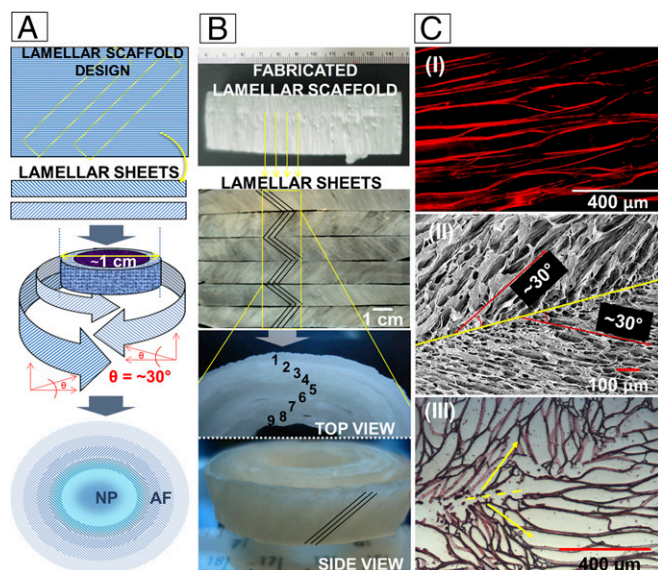 A
LAMELLAR SCAFFOLD
DESIGN
LAMELLAR SHEETS
~1 cm
θ
θ
θ = ~30°
NP
AF
B
FABRICATED
LAMELLAR SCAFFOLD
LAMELLAR SHEETS
1 cm
1
2
3
4
5
6
7
8
9
TOP VIEW
SIDE VIEW
C
(I)
400 µm
(II)
~30°
~30°
100 µm
(III)
400 µm